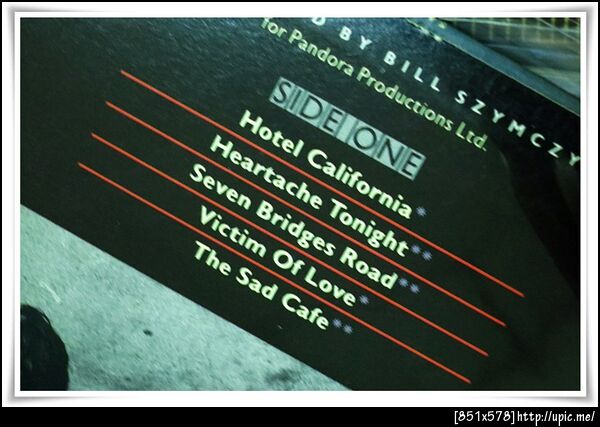 BY BILL SZYMCZY
for Pandora Productions Ltd.
SIDE ONE
Hotel California *
Heartache Tonight **
Seven Bridges Road **
Victim Of Love *
The Sad Cafe **
[851x578]http://upic.me/